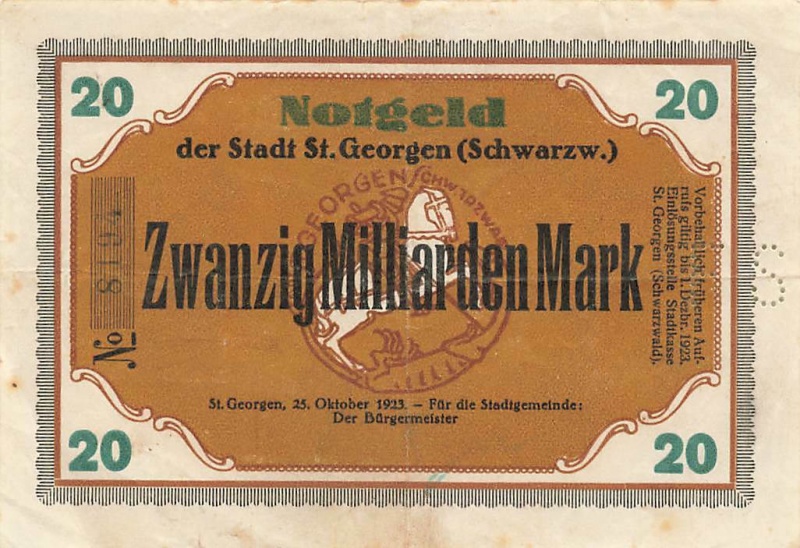 20 20
Notgeld
der Stadt St. Georgen (Schwarzw.)
GEORGEN SCHWARZWALD
Zwanzig Milliarden Mark
No 8194
Vorbehaltlich früheren Auf-
rufs gültig bis 1. Dezbr. 1923.
Einlösungsstelle Stadtkasse
St. Georgen (Schwarzwald).
St. Georgen, 25. Oktober 1923. – Für die Stadtgemeinde:
Der Bürgermeister
20 20